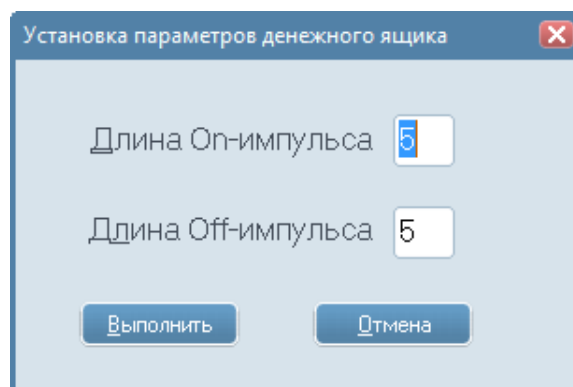 Установка параметров денежного ящика
Длина On-импульса 5
Длина Off-импульса 5
Выполнить Отмена